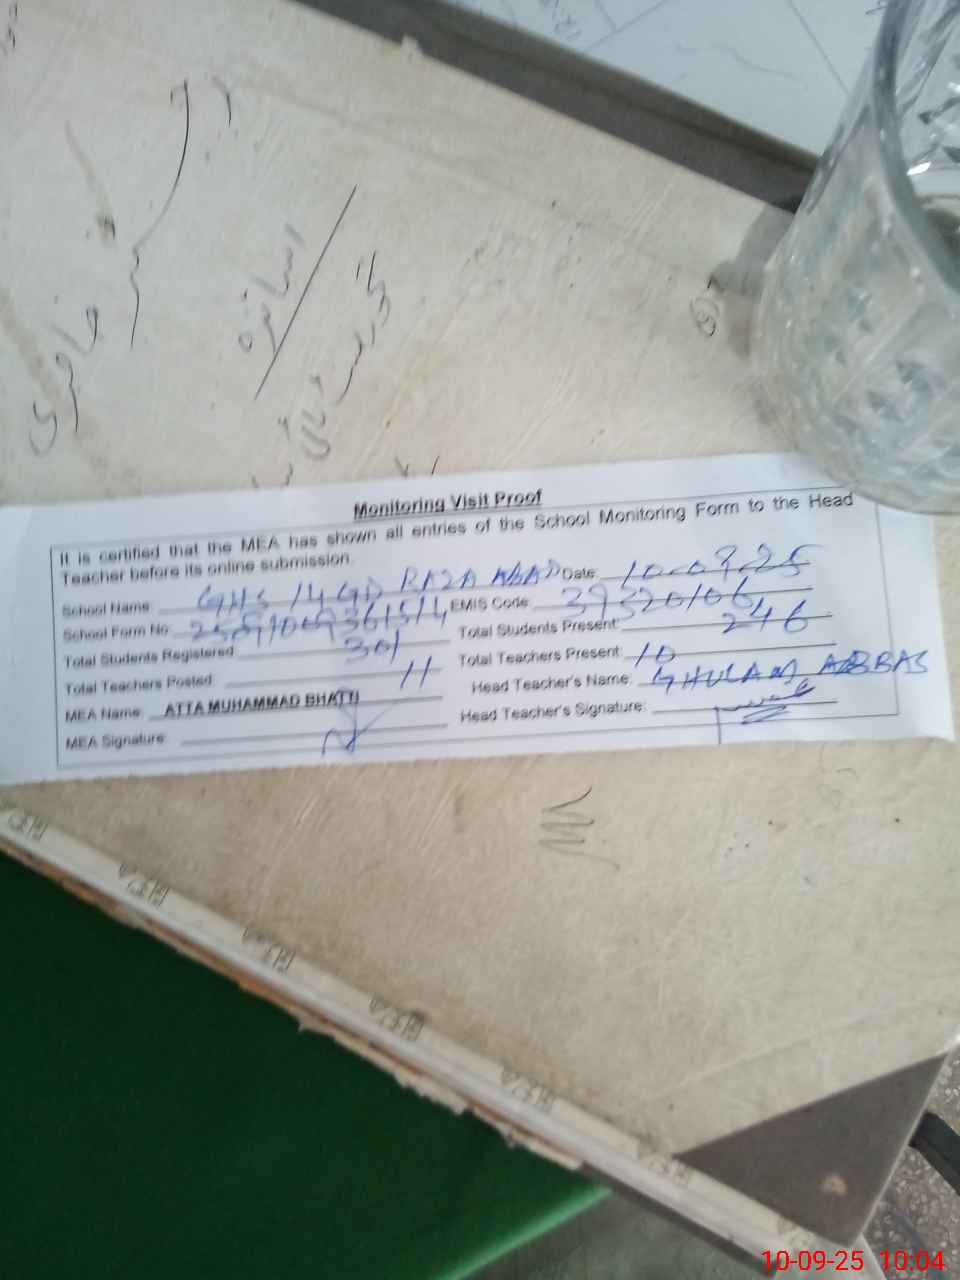 حاضری
اساتذہ
Monitoring Visit Proof
It is certified that the MEA has shown all entries of the School Monitoring Form to the Head
Teacher before its online submission.
School Name: GHS 14 GD RAZA ABAD Date: 10-09-25
School Form No: EMIS Code: 39320106
Total Students Registered: 301 Total Students Present: 246
Total Teachers Posted: 11 Total Teachers Present: 10
MEA Name: ATTA MUHAMMAD BHATTI Head Teacher's Name: GHULAM ABBAS
MEA Signature: Head Teacher's Signature:
10-09-25 10:04